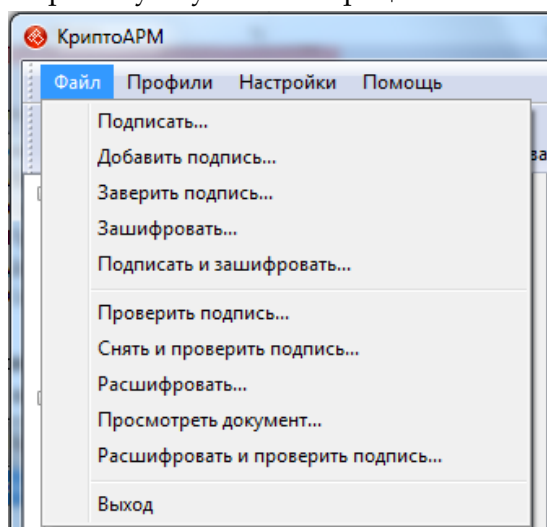 КриптоАРМ
Файл Профили Настройки Помощь
Подписать...
Добавить подпись...
Заверить подпись...
Зашифровать...
Подписать и зашифровать...
Проверить подпись...
Снять и проверить подпись...
Расшифровать...
Просмотреть документ...
Расшифровать и проверить подпись...
Выход